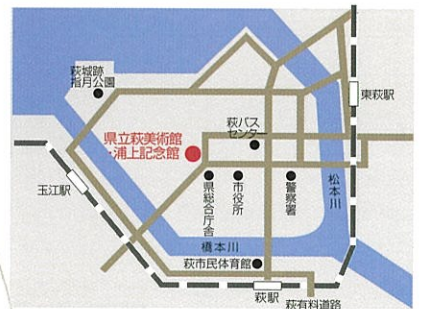 萩城跡
指月公園
東萩駅
萩バス
センター
県立萩美術館
・浦上記念館
玉江駅
県総合庁舎
市役所
警察署
松本川
橋本川
萩市民体育館
萩駅
萩有料道路